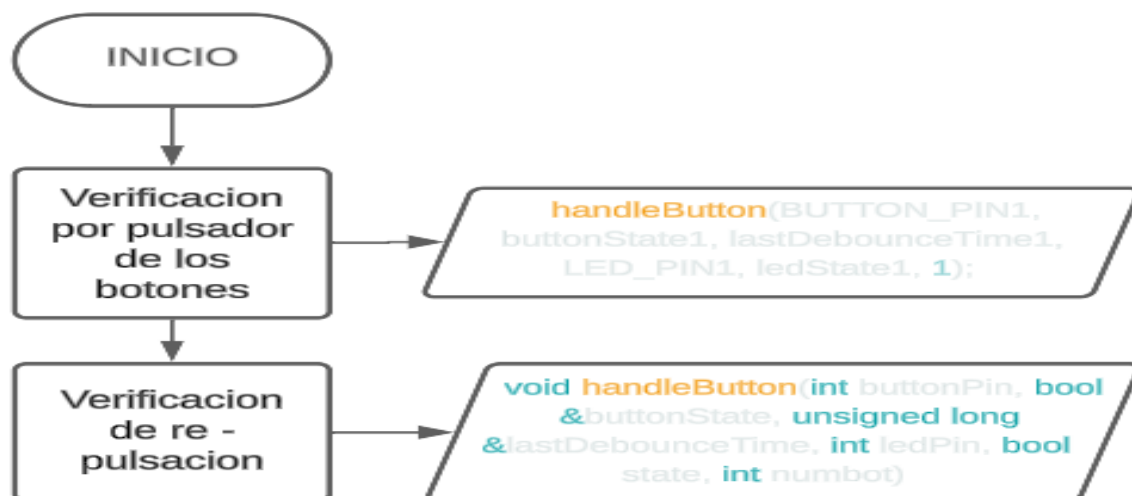 INICIO
Verificacion
por pulsador
de los
botones
handleButton(BUTTON_PIN1,
buttonState1, lastDebounceTime1,
LED_PIN1, ledState1, 1);
Verificacion
de re -
pulsacion
void handleButton(int buttonPin, bool
&buttonState, unsigned long
&lastDebounceTime, int ledPin, bool
state, int numbot)